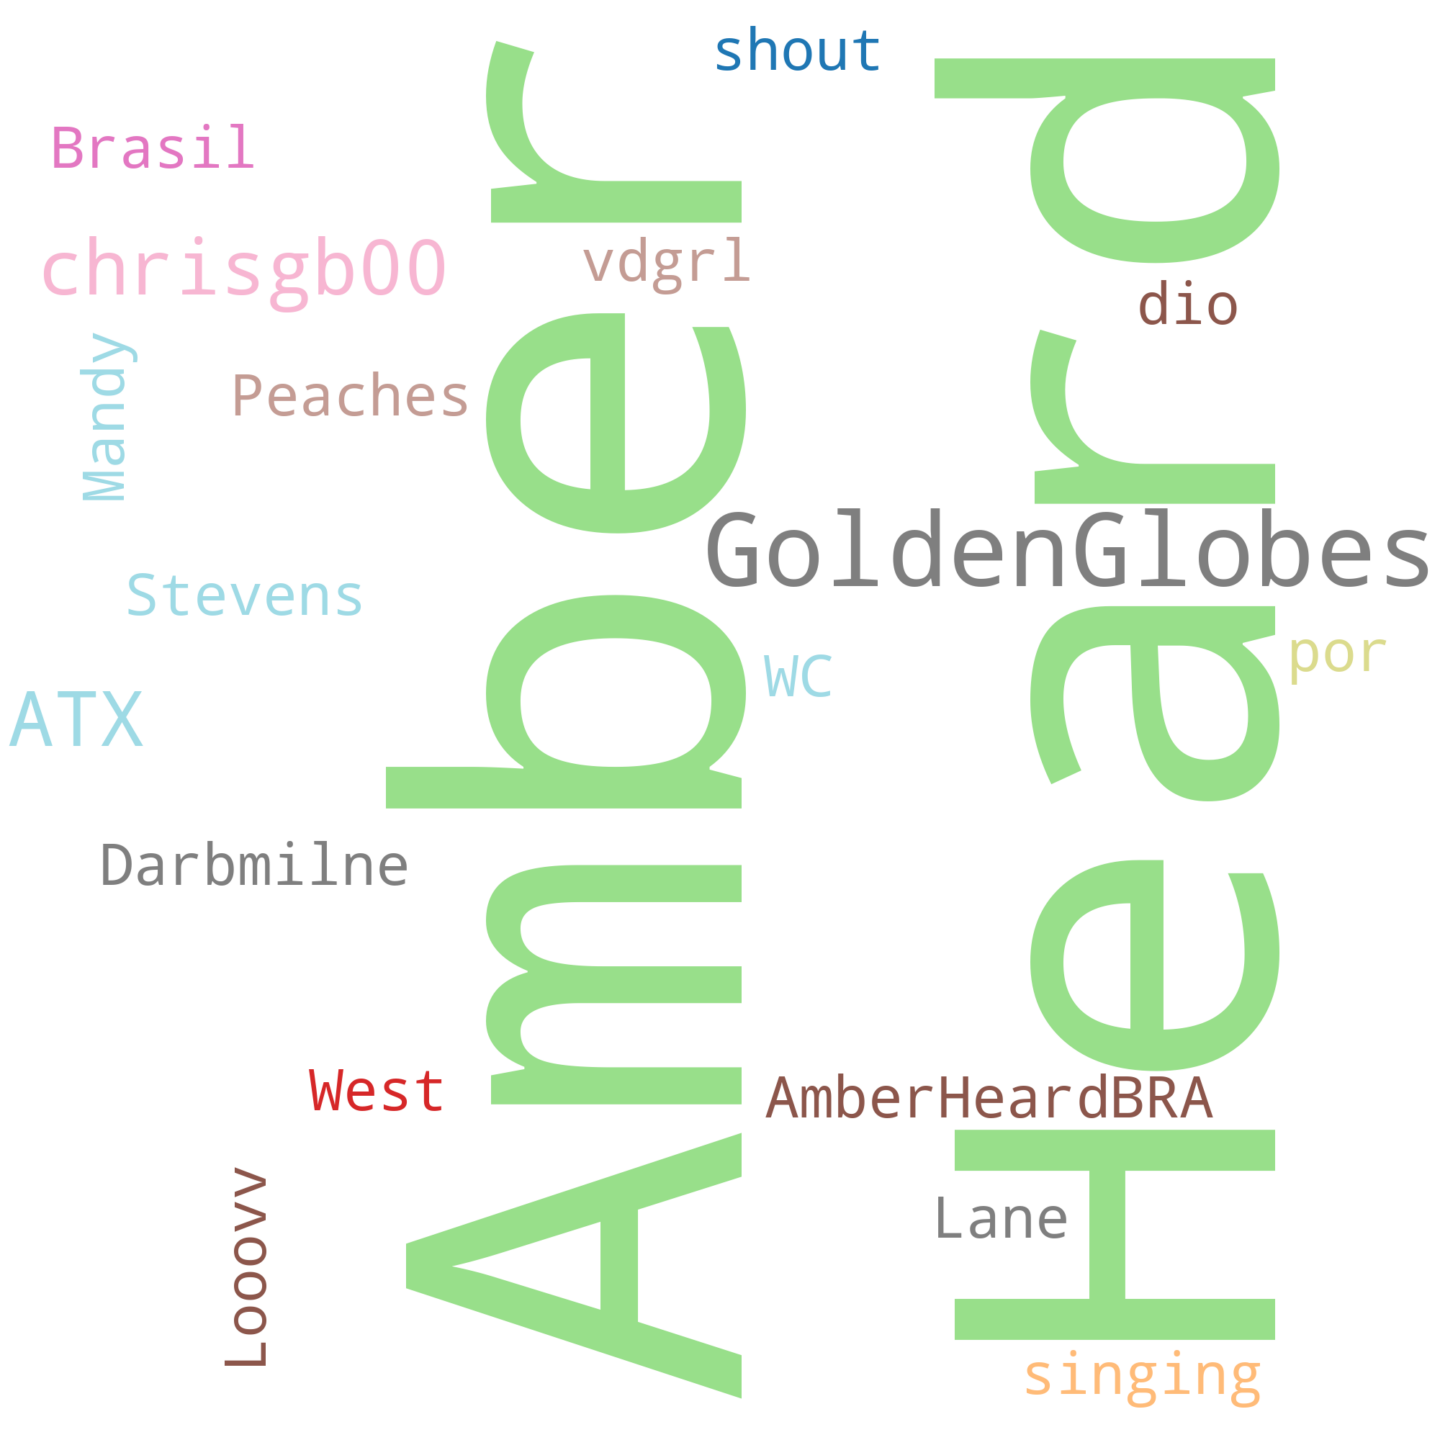 shout
Brasil
chrisgb00
vdgrl
dio
Mandy
Peaches
GoldenGlobes
Stevens
WC
por
ATX
Darbmilne
Amber
Heard
West
AmberHeardBRA
Looovv
Lane
singing